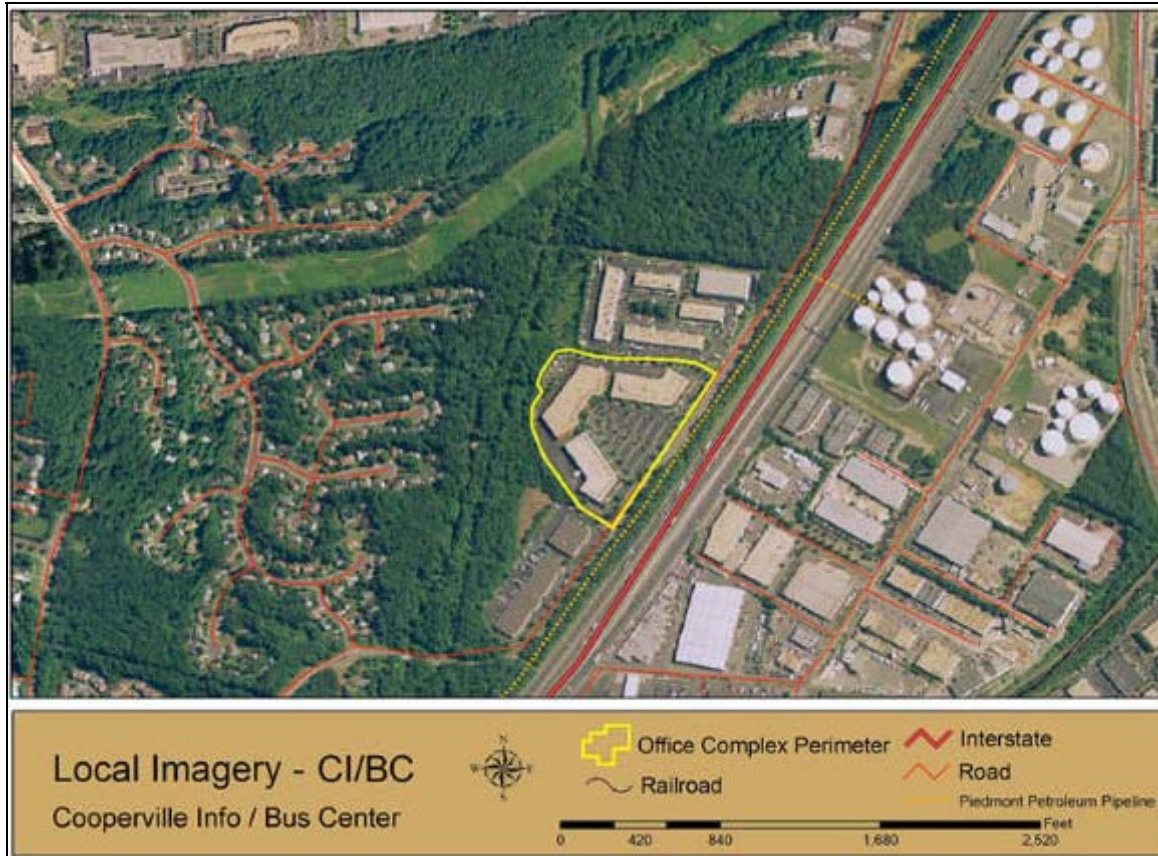 Local Imagery - CI/BC
Cooperville Info / Bus Center
N
W E
S
Office Complex Perimeter
Railroad
Interstate
Road
Piedmont Petroleum Pipeline
Feet
0 420 840 1,680 2,520